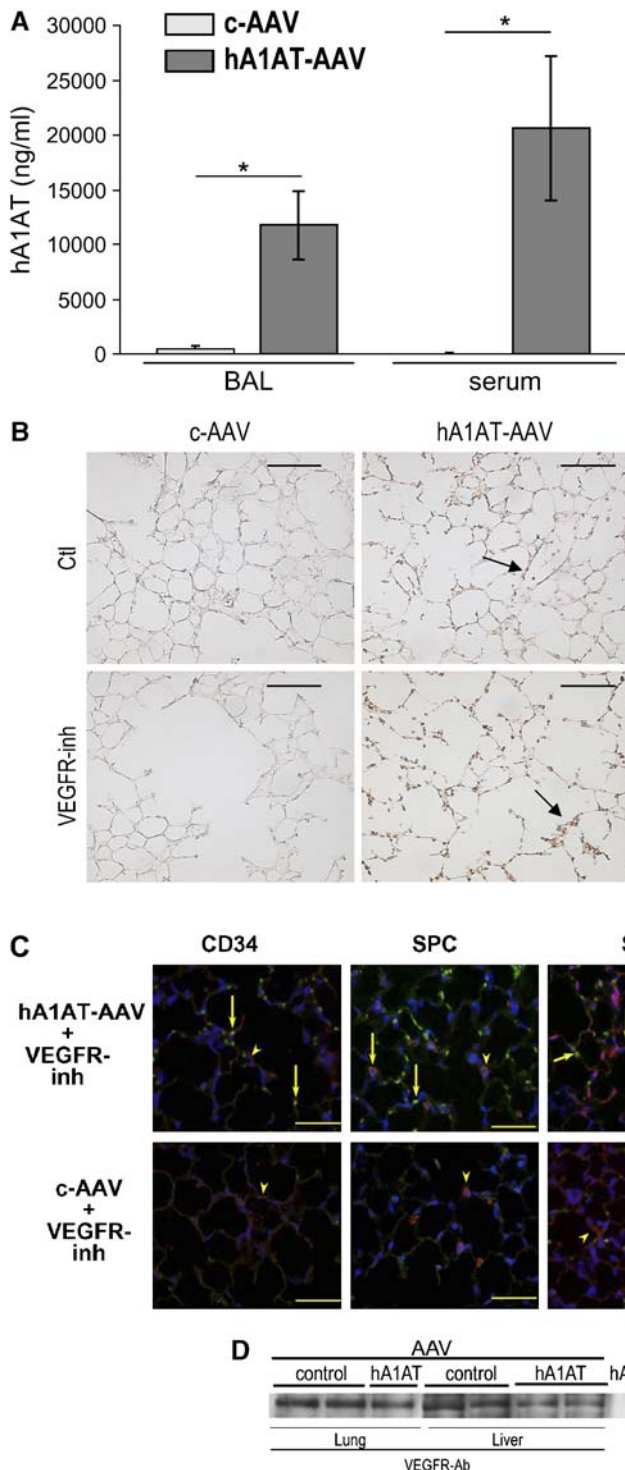 A
c-AAV
hA1AT-AAV
*
*
hA1AT (ng/ml)
30000
25000
20000
15000
10000
5000
0
BAL
serum
B
c-AAV
hA1AT-AAV
Ctl
VEGFR-inh
C
CD34
SPC
S
hA1AT-AAV
+
VEGFR-
inh
c-AAV
+
VEGFR-
inh
D
AAV
control
hA1AT
control
hA1AT
hA
Lung
Liver
VEGFR-Ab